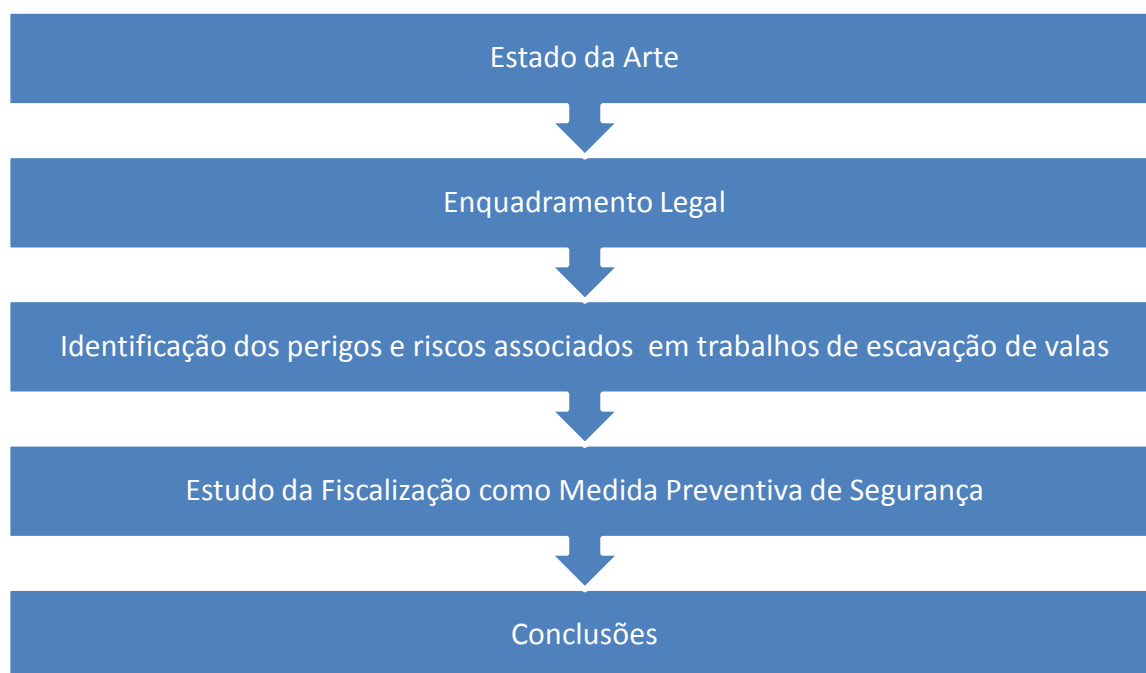 Estado da Arte
Enquadramento Legal
Identificação dos perigos e riscos associados  em trabalhos de escavação de valas
Estudo da Fiscalização como Medida Preventiva de Segurança
Conclusões